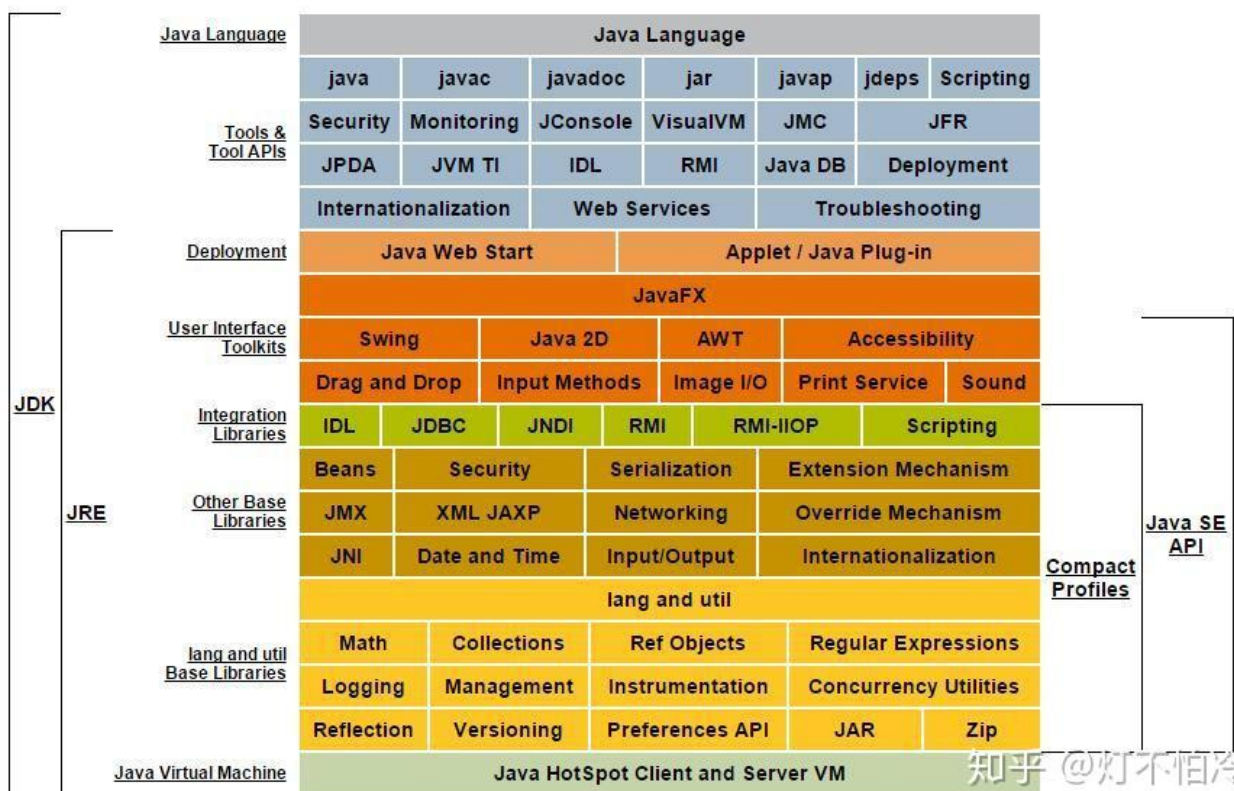 Java Language Java Language
java javac javadoc jar javap jdeps Scripting
Tools & Tool APIs
Security Monitoring JConsole VisualVM JMC JFR
JPDA JVM TI IDL RMI Java DB Deployment
Internationalization Web Services Troubleshooting
Deployment Java Web Start Applet / Java Plug-in
JavaFX
User Interface Toolkits
Swing Java 2D AWT Accessibility
Drag and Drop Input Methods Image I/O Print Service Sound
JDK
Integration Libraries
IDL JDBC JNDI RMI RMI-IIOP Scripting
Beans Security Serialization Extension Mechanism
JRE
Other Base Libraries
JMX XML JAXP Networking Override Mechanism
Java SE API
JNI Date and Time Input/Output Internationalization
Compact Profiles
lang and util
lang and util Base Libraries
Math Collections Ref Objects Regular Expressions
Logging Management Instrumentation Concurrency Utilities
Reflection Versioning Preferences API JAR Zip
Java Virtual Machine Java HotSpot Client and Server VM
知乎 @灯不怕冷